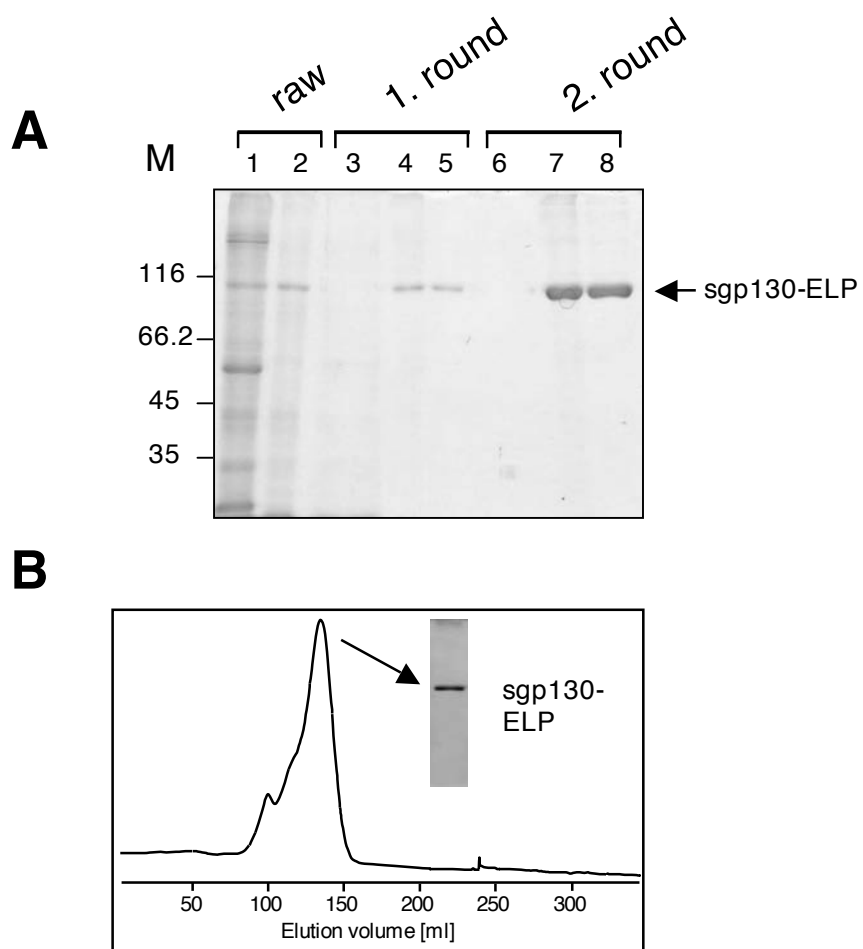 A
raw 1. round 2. round
M 1 2 3 4 5 6 7 8
116
66.2
45
35
sgp130-ELP
B
sgp130-
ELP
50 100 150 200 250 300
Elution volume [ml]